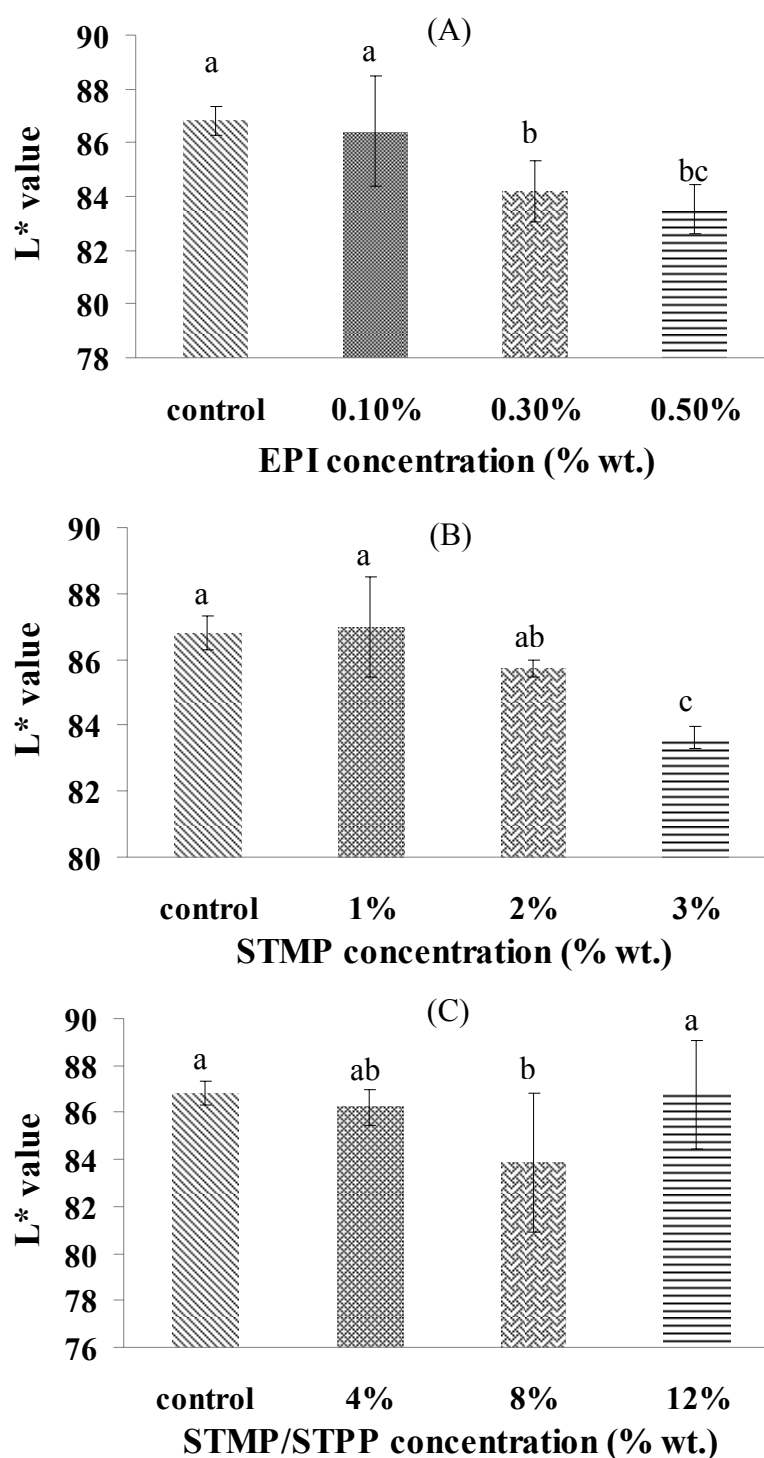 (A)
90
88
86
84
82
80
78
L* value
a
a
b
bc
control 0.10% 0.30% 0.50%
EPI concentration (% wt.)
(B)
90
88
86
84
82
80
L* value
a
a
ab
c
control 1% 2% 3%
STMP concentration (% wt.)
(C)
90
88
86
84
82
80
78
76
L* value
a
ab
b
a
control 4% 8% 12%
STMP/STPP concentration (% wt.)